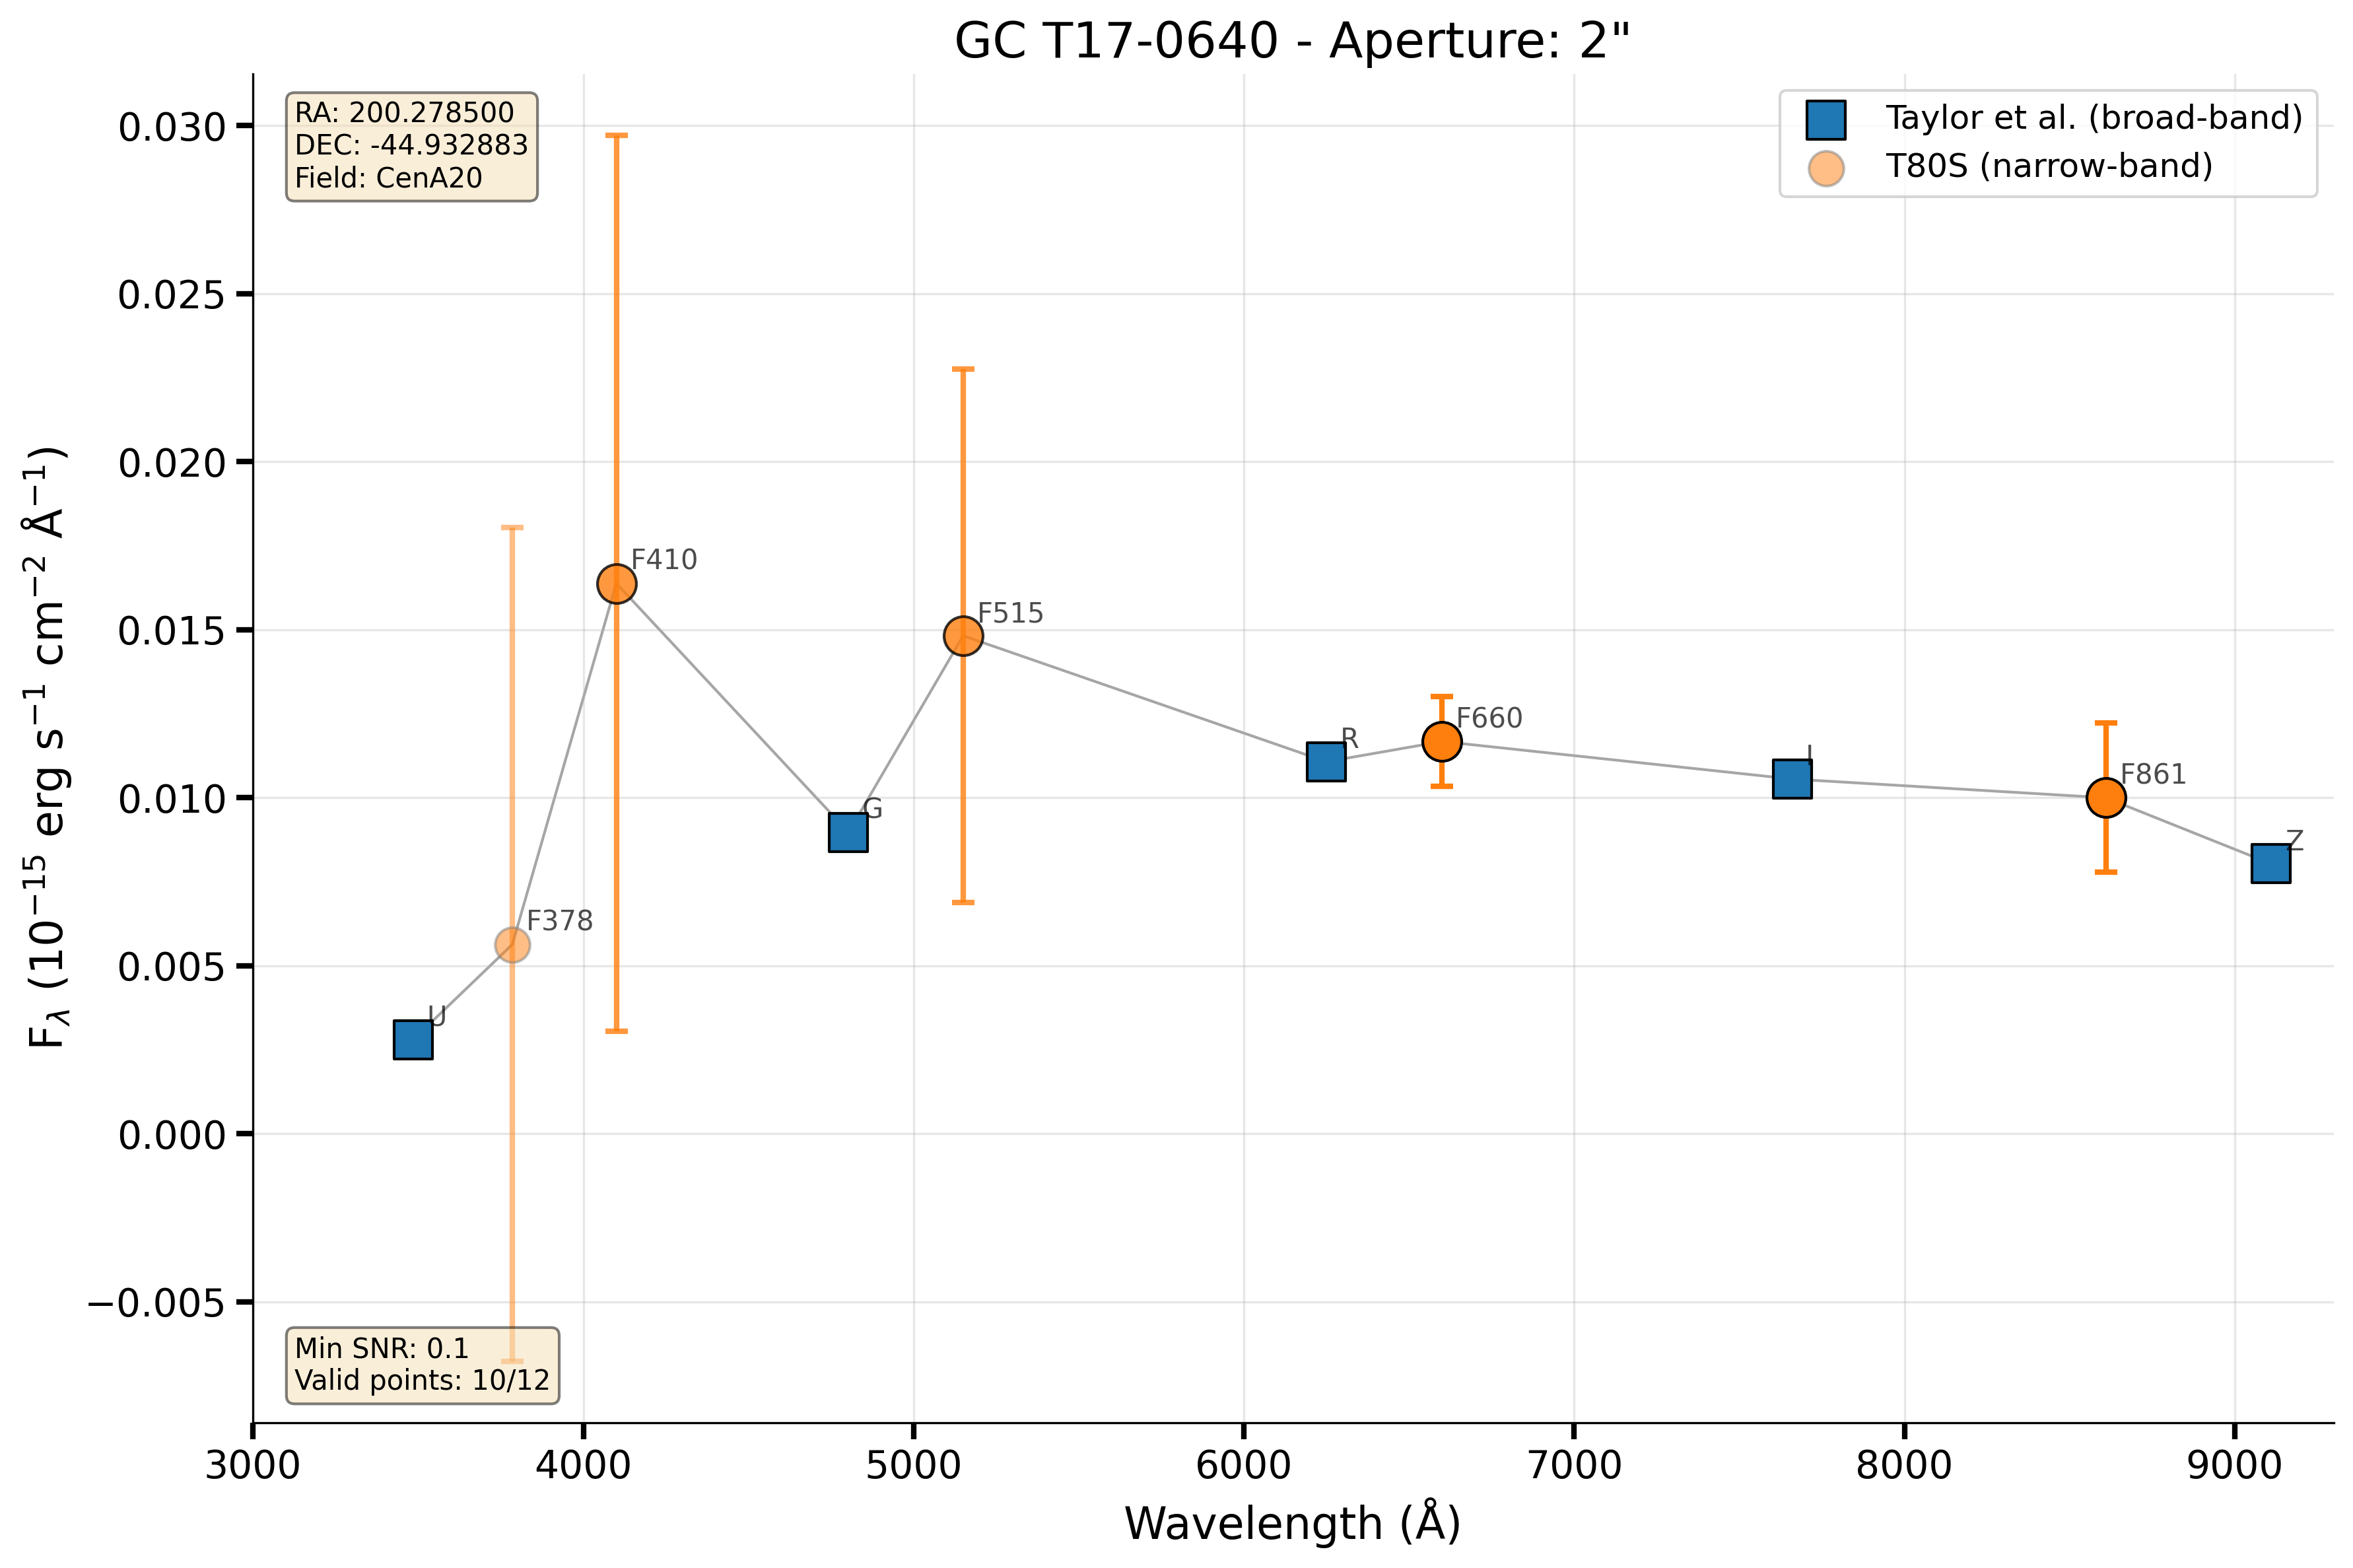 GC T17-0640 - Aperture: 2"
RA: 200.278500
DEC: -44.932883
Field: CenA20
Taylor et al. (broad-band)
T80S (narrow-band)
0.030
0.025
0.020
0.015
0.010
0.005
0.000
−0.005
F$_λ$ (10$^{−15}$ erg s$^{−1}$ cm$^{−2}$ Å$^{−1}$)
U
F378
F410
G
F515
R
F660
I
F861
Z
Min SNR: 0.1
Valid points: 10/12
3000 4000 5000 6000 7000 8000 9000
Wavelength (Å)